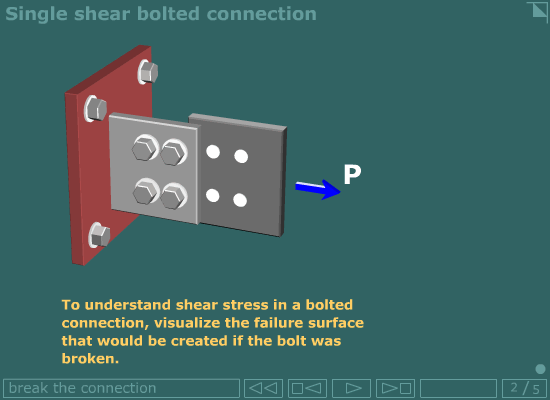 Single shear bolted connection
P
To understand shear stress in a bolted
connection, visualize the failure surface
that would be created if the bolt was
broken.
break the connection
2 / 5